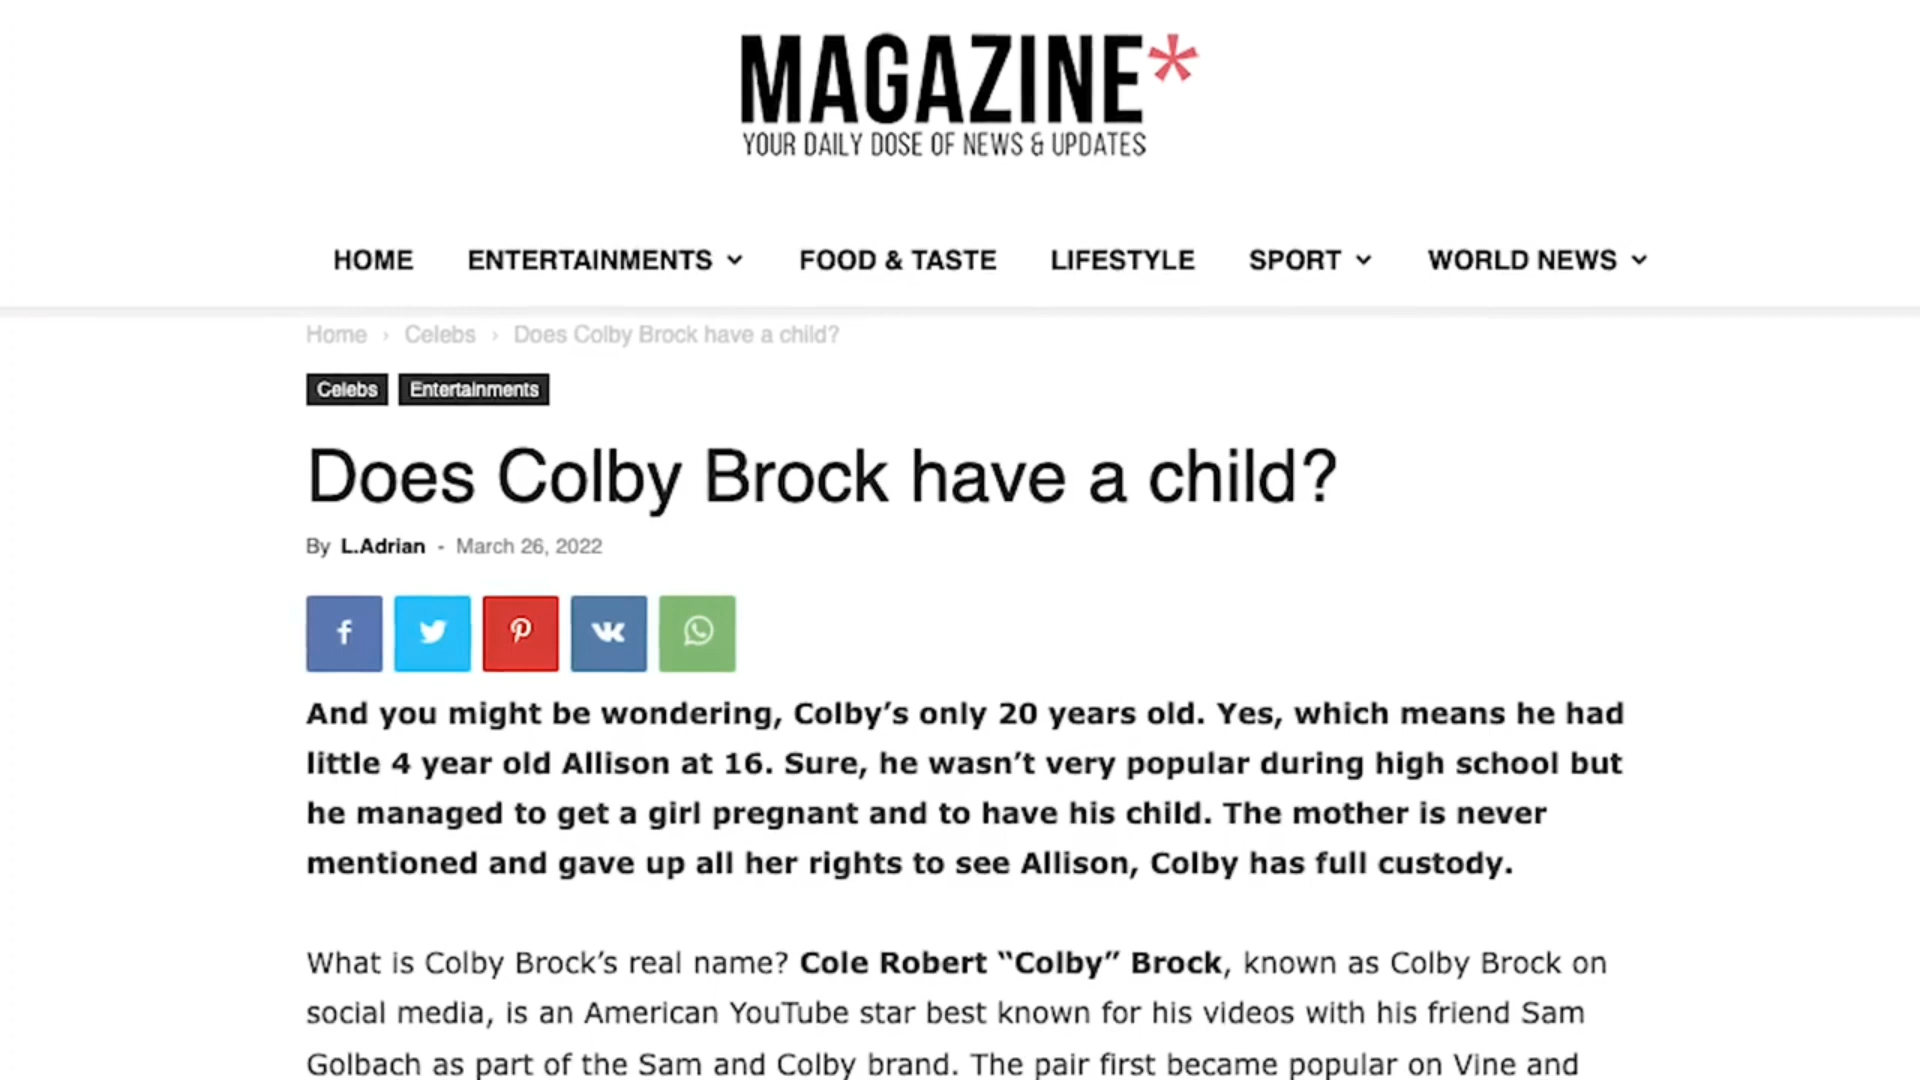 MAGAZINE*
YOUR DAILY DOSE OF NEWS & UPDATES
HOME ENTERTAINMENTS FOOD & TASTE LIFESTYLE SPORT WORLD NEWS
Home › Celebs › Does Colby Brock have a child?
Celebs Entertainments
Does Colby Brock have a child?
By L.Adrian - March 26, 2022
And you might be wondering, Colby’s only 20 years old. Yes, which means he had
little 4 year old Allison at 16. Sure, he wasn’t very popular during high school but
he managed to get a girl pregnant and to have his child. The mother is never
mentioned and gave up all her rights to see Allison, Colby has full custody.
What is Colby Brock’s real name? Cole Robert “Colby” Brock, known as Colby Brock on
social media, is an American YouTube star best known for his videos with his friend Sam
Golbach as part of the Sam and Colby brand. The pair first became popular on Vine and